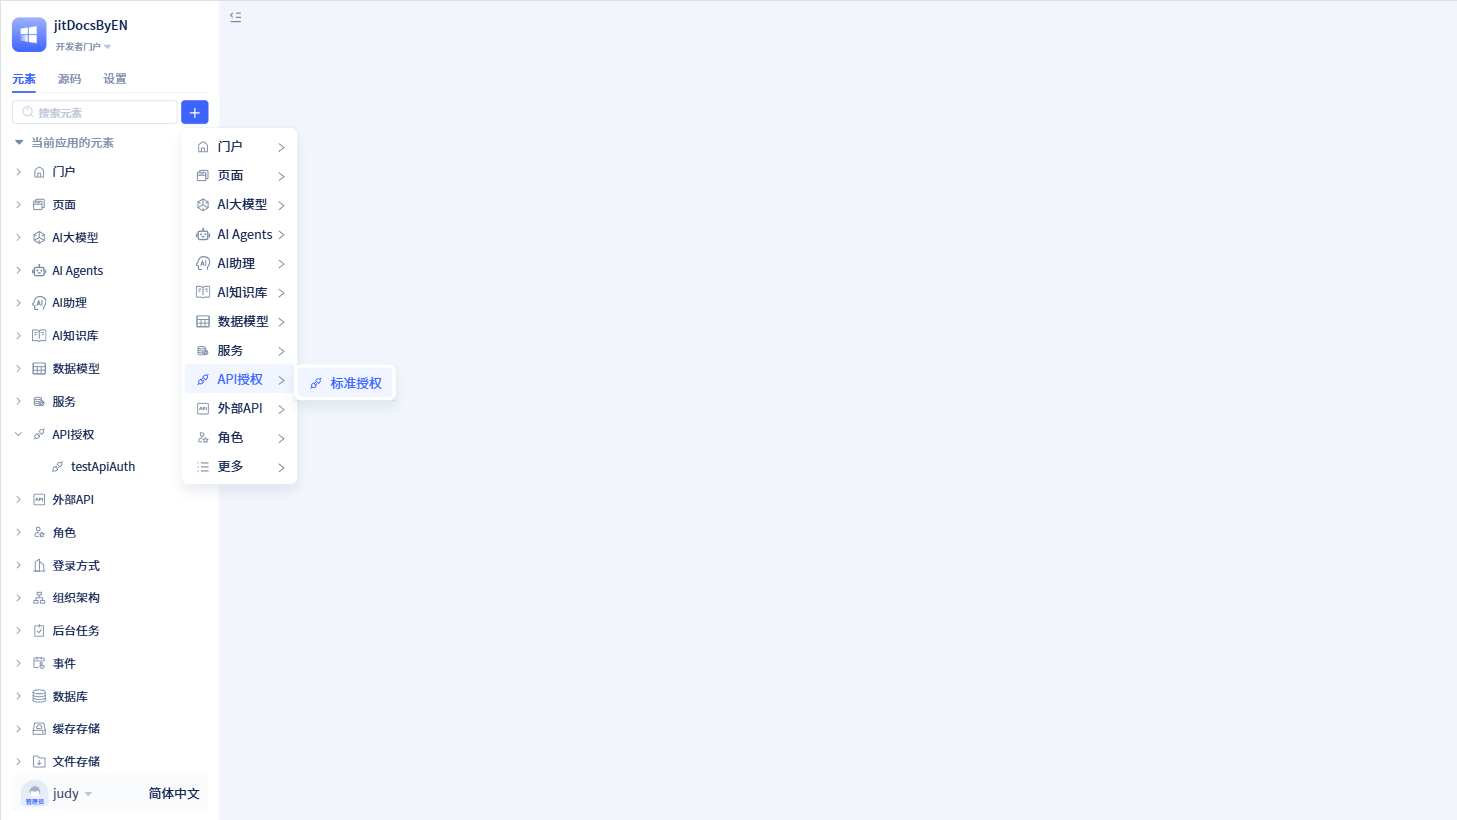 jitDocsByEN
开发者门户
元素 源码 设置
搜索元素
当前应用的元素
门户
页面
AI大模型
AI Agents
AI助理
AI知识库
数据模型
服务
API授权
testApiAuth
外部API
角色
登录方式
组织架构
后台任务
事件
数据库
缓存存储
文件存储
管理员
judy 简体中文
门户
页面
AI大模型
AI Agents
AI助理
AI知识库
数据模型
服务
API授权
外部API
角色
更多
标准授权